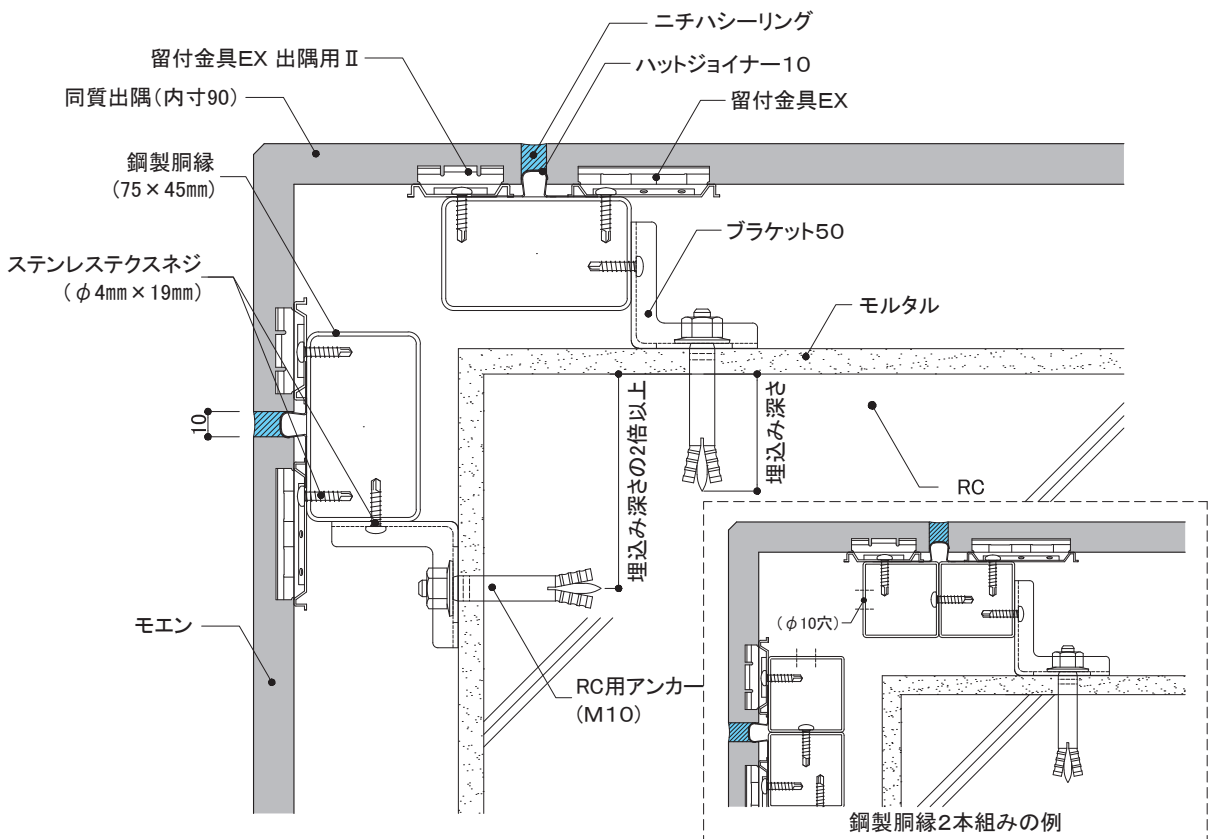 ニチハシーリング
留付金具EX 出隅用Ⅱ
ハットジョイナー10
同質出隅(内寸90)
留付金具EX
鋼製胴縁
(75×45mm)
ブラケット50
ステンレステクスネジ
(φ4mm×19mm)
モルタル
10
埋込み深さの2倍以上
埋込み深さ
RC
モエン
RC用アンカー
(M10)
(φ10穴)
鋼製胴縁2本組みの例